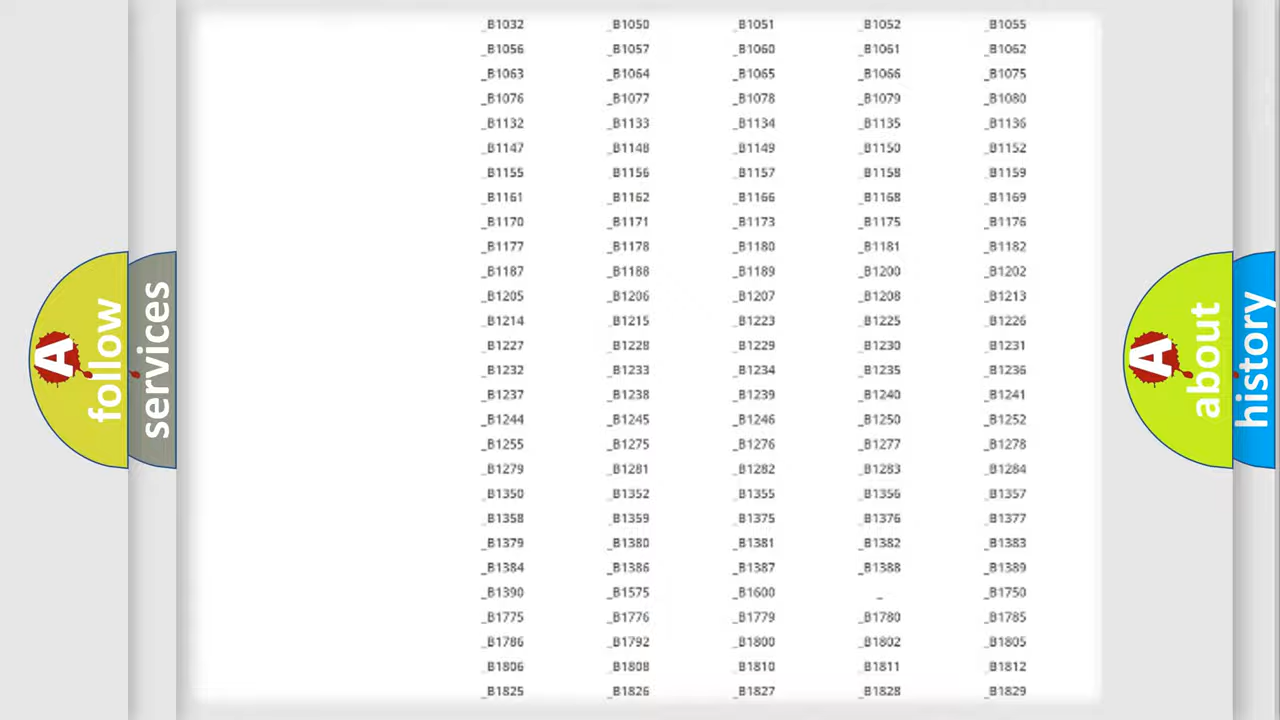 _B1032 _B1050 _B1051 _B1052 _B1055
_B1056 _B1057 _B1060 _B1061 _B1062
_B1063 _B1064 _B1065 _B1066 _B1075
_B1076 _B1077 _B1078 _B1079 _B1080
_B1132 _B1133 _B1134 _B1135 _B1136
_B1147 _B1148 _B1149 _B1150 _B1152
_B1155 _B1156 _B1157 _B1158 _B1159
_B1161 _B1162 _B1166 _B1168 _B1169
_B1170 _B1171 _B1173 _B1175 _B1176
_B1177 _B1178 _B1180 _B1181 _B1182
_B1187 _B1188 _B1189 _B1200 _B1202
_B1205 _B1206 _B1207 _B1208 _B1213
_B1214 _B1215 _B1223 _B1225 _B1226
_B1227 _B1228 _B1229 _B1230 _B1231
_B1232 _B1233 _B1234 _B1235 _B1236
_B1237 _B1238 _B1239 _B1240 _B1241
_B1244 _B1245 _B1246 _B1250 _B1252
_B1255 _B1275 _B1276 _B1277 _B1278
_B1279 _B1281 _B1282 _B1283 _B1284
_B1350 _B1352 _B1355 _B1356 _B1357
_B1358 _B1359 _B1375 _B1376 _B1377
_B1379 _B1380 _B1381 _B1382 _B1383
_B1384 _B1386 _B1387 _B1388 _B1389
_B1390 _B1575 _B1600 _ _B1750
_B1775 _B1776 _B1779 _B1780 _B1785
_B1786 _B1792 _B1800 _B1802 _B1805
_B1806 _B1808 _B1810 _B1811 _B1812
_B1825 _B1826 _B1827 _B1828 _B1829
A
follow
services
A
about
history